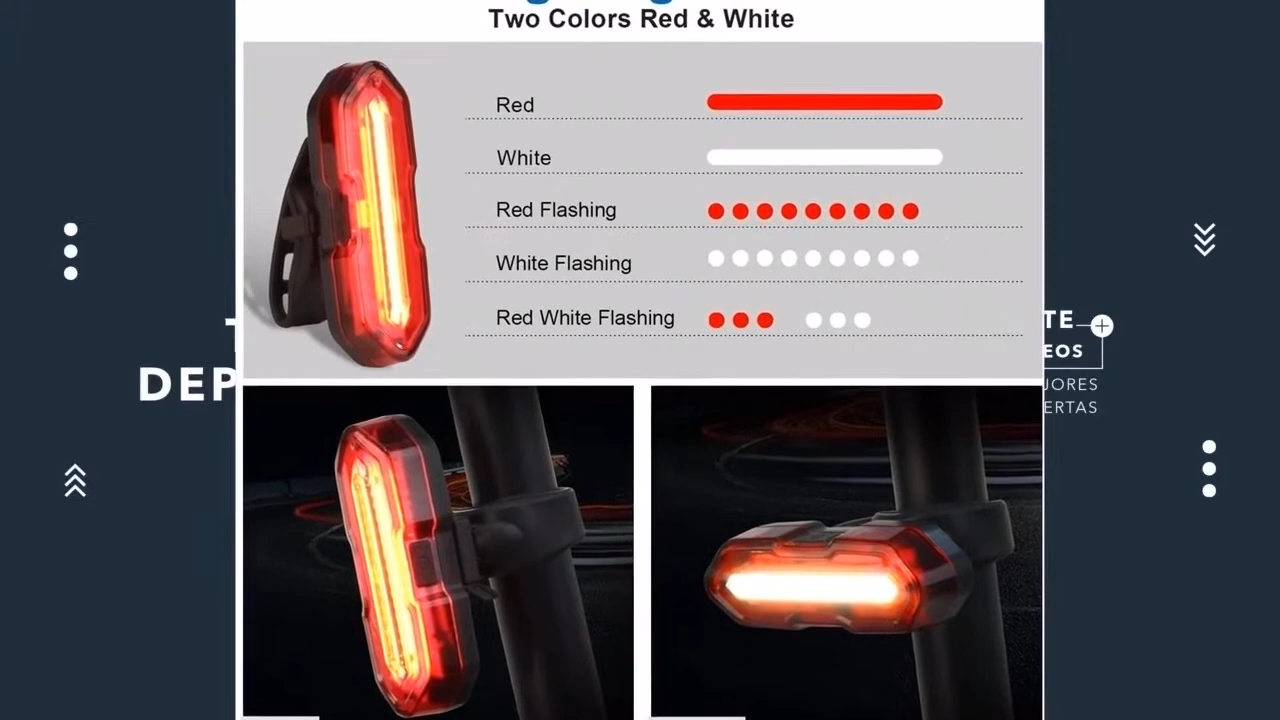 Two Colors Red & White
Red
White
Red Flashing
White Flashing
Red White Flashing
DEP
TE
EOS
JORES
ERTAS